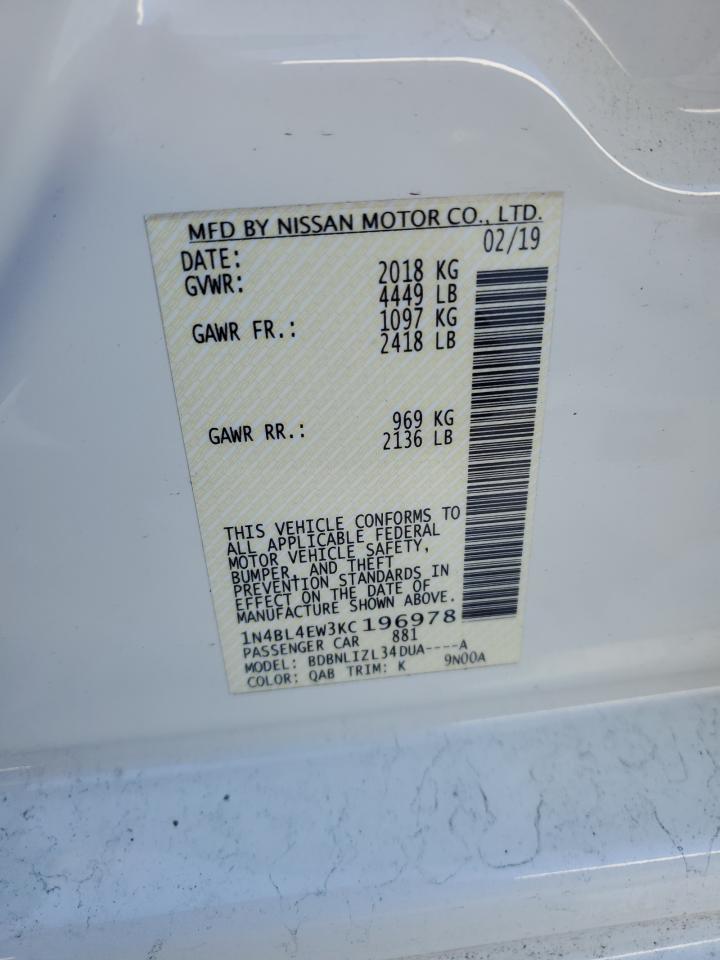 MFD BY NISSAN MOTOR CO., LTD.
DATE: 02/19
GVWR: 2018 KG
4449 LB
GAWR FR.: 1097 KG
2418 LB
GAWR RR.: 969 KG
2136 LB
THIS VEHICLE CONFORMS TO
ALL APPLICABLE FEDERAL
MOTOR VEHICLE SAFETY,
BUMPER, AND THEFT
PREVENTION STANDARDS IN
EFFECT ON THE DATE OF
MANUFACTURE SHOWN ABOVE.
1N4BL4EW3KC196978
PASSENGER CAR 881
MODEL: BDBNLIZL34DUA----A
COLOR: QAB TRIM: K 9N00A